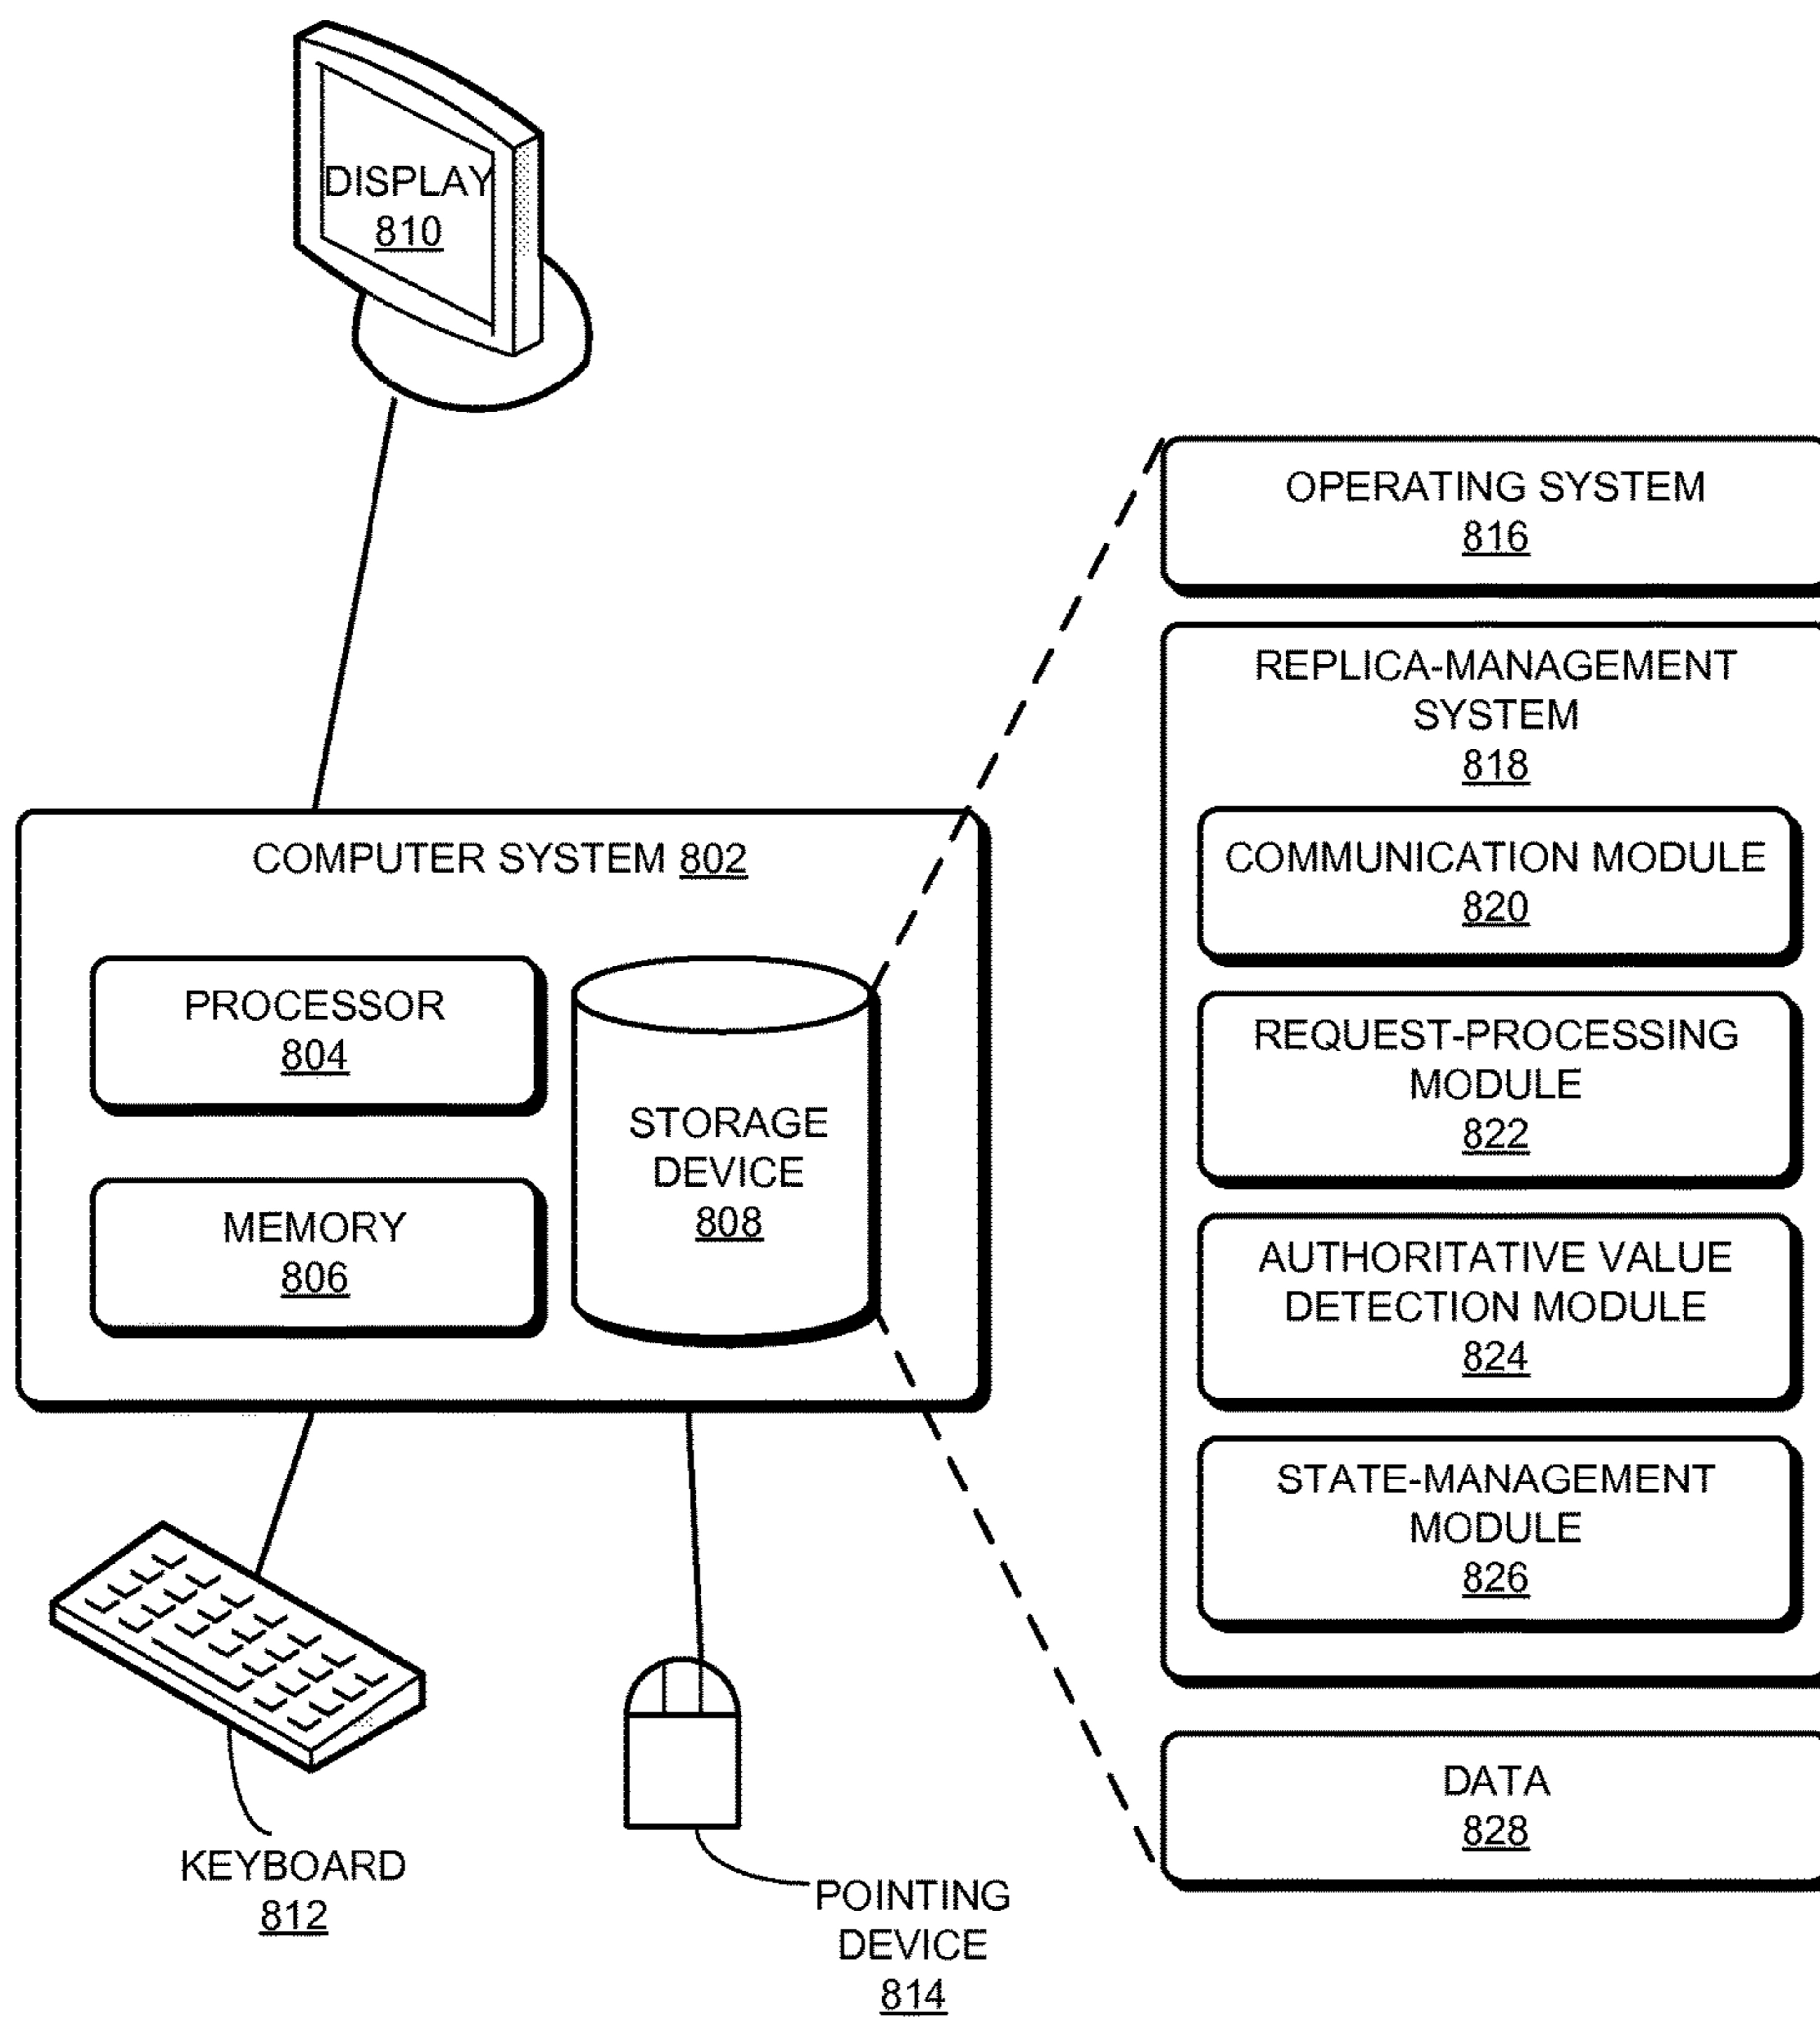 DISPLAY
810
COMPUTER SYSTEM 802
PROCESSOR
804
MEMORY
806
STORAGE
DEVICE
808
KEYBOARD
812
POINTING
DEVICE
814
OPERATING SYSTEM
816
REPLICA-MANAGEMENT
SYSTEM
818
COMMUNICATION MODULE
820
REQUEST-PROCESSING
MODULE
822
AUTHORITATIVE VALUE
DETECTION MODULE
824
STATE-MANAGEMENT
MODULE
826
DATA
828